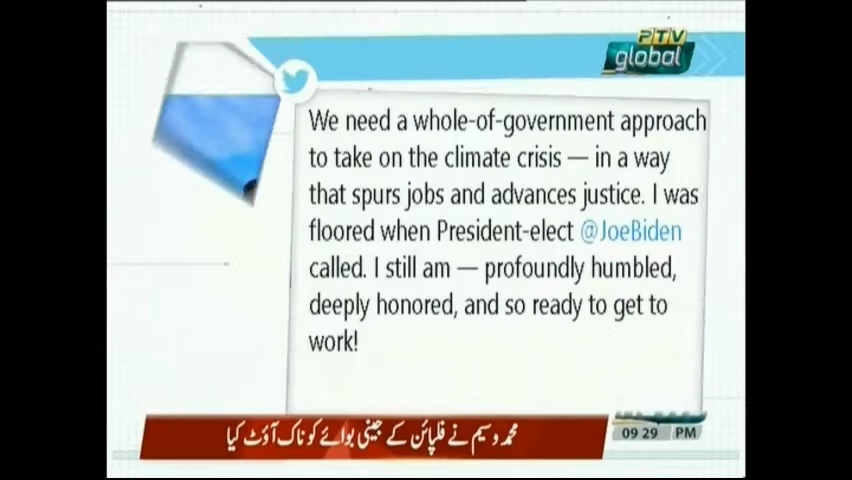 PTV
global
We need a whole-of-government approach
to take on the climate crisis — in a way
that spurs jobs and advances justice. I was
floored when President-elect @JoeBiden
called. I still am — profoundly humbled,
deeply honored, and so ready to get to
work!
محمد وسیم نے فلپائن کے جینی بوائے کو ناک آؤٹ کیا
09 29 PM